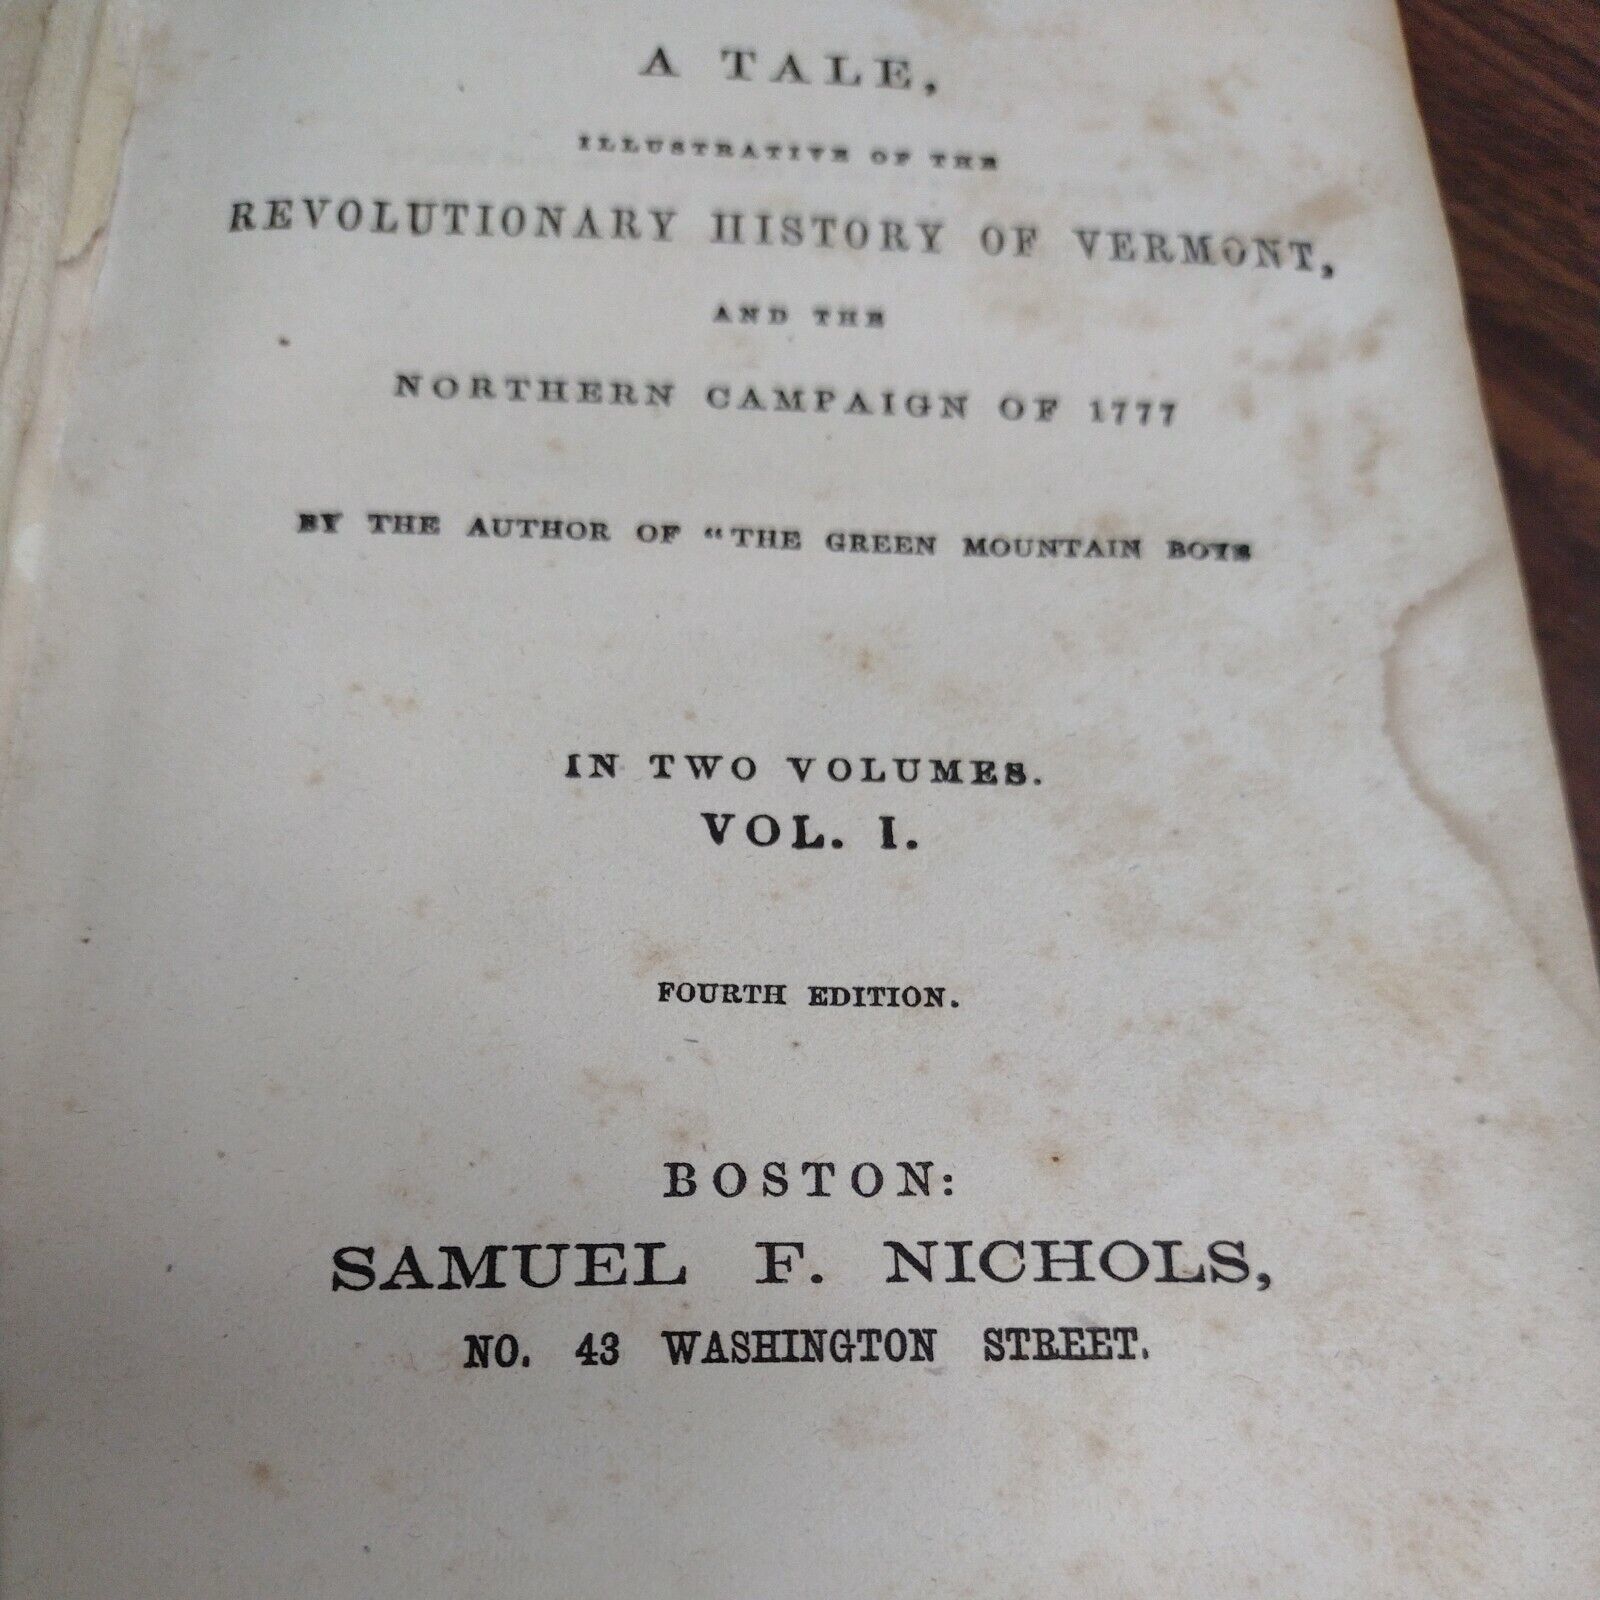 A TALE,
ILLUSTRATIVE OF THE
REVOLUTIONARY HISTORY OF VERMONT,
AND THE
NORTHERN CAMPAIGN OF 1777
BY THE AUTHOR OF "THE GREEN MOUNTAIN BOYS
IN TWO VOLUMES.
VOL. I.
FOURTH EDITION.
BOSTON:
SAMUEL F. NICHOLS,
NO. 43 WASHINGTON STREET.